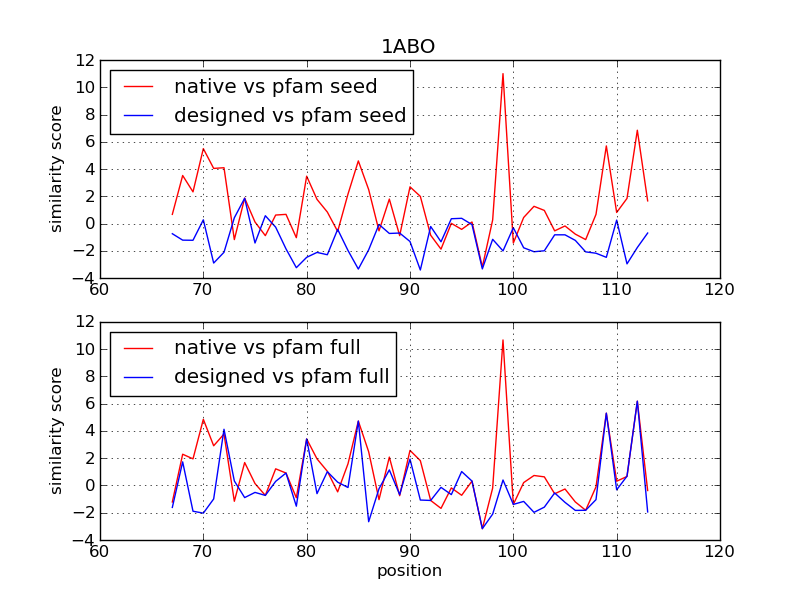 1ABO
12
10
8
6
4
2
0
−2
−4
similarity score
native vs pfam seed
designed vs pfam seed
60 70 80 90 100 110 120
12
10
8
6
4
2
0
−2
−4
similarity score
native vs pfam full
designed vs pfam full
60 70 80 90 100 110 120
position